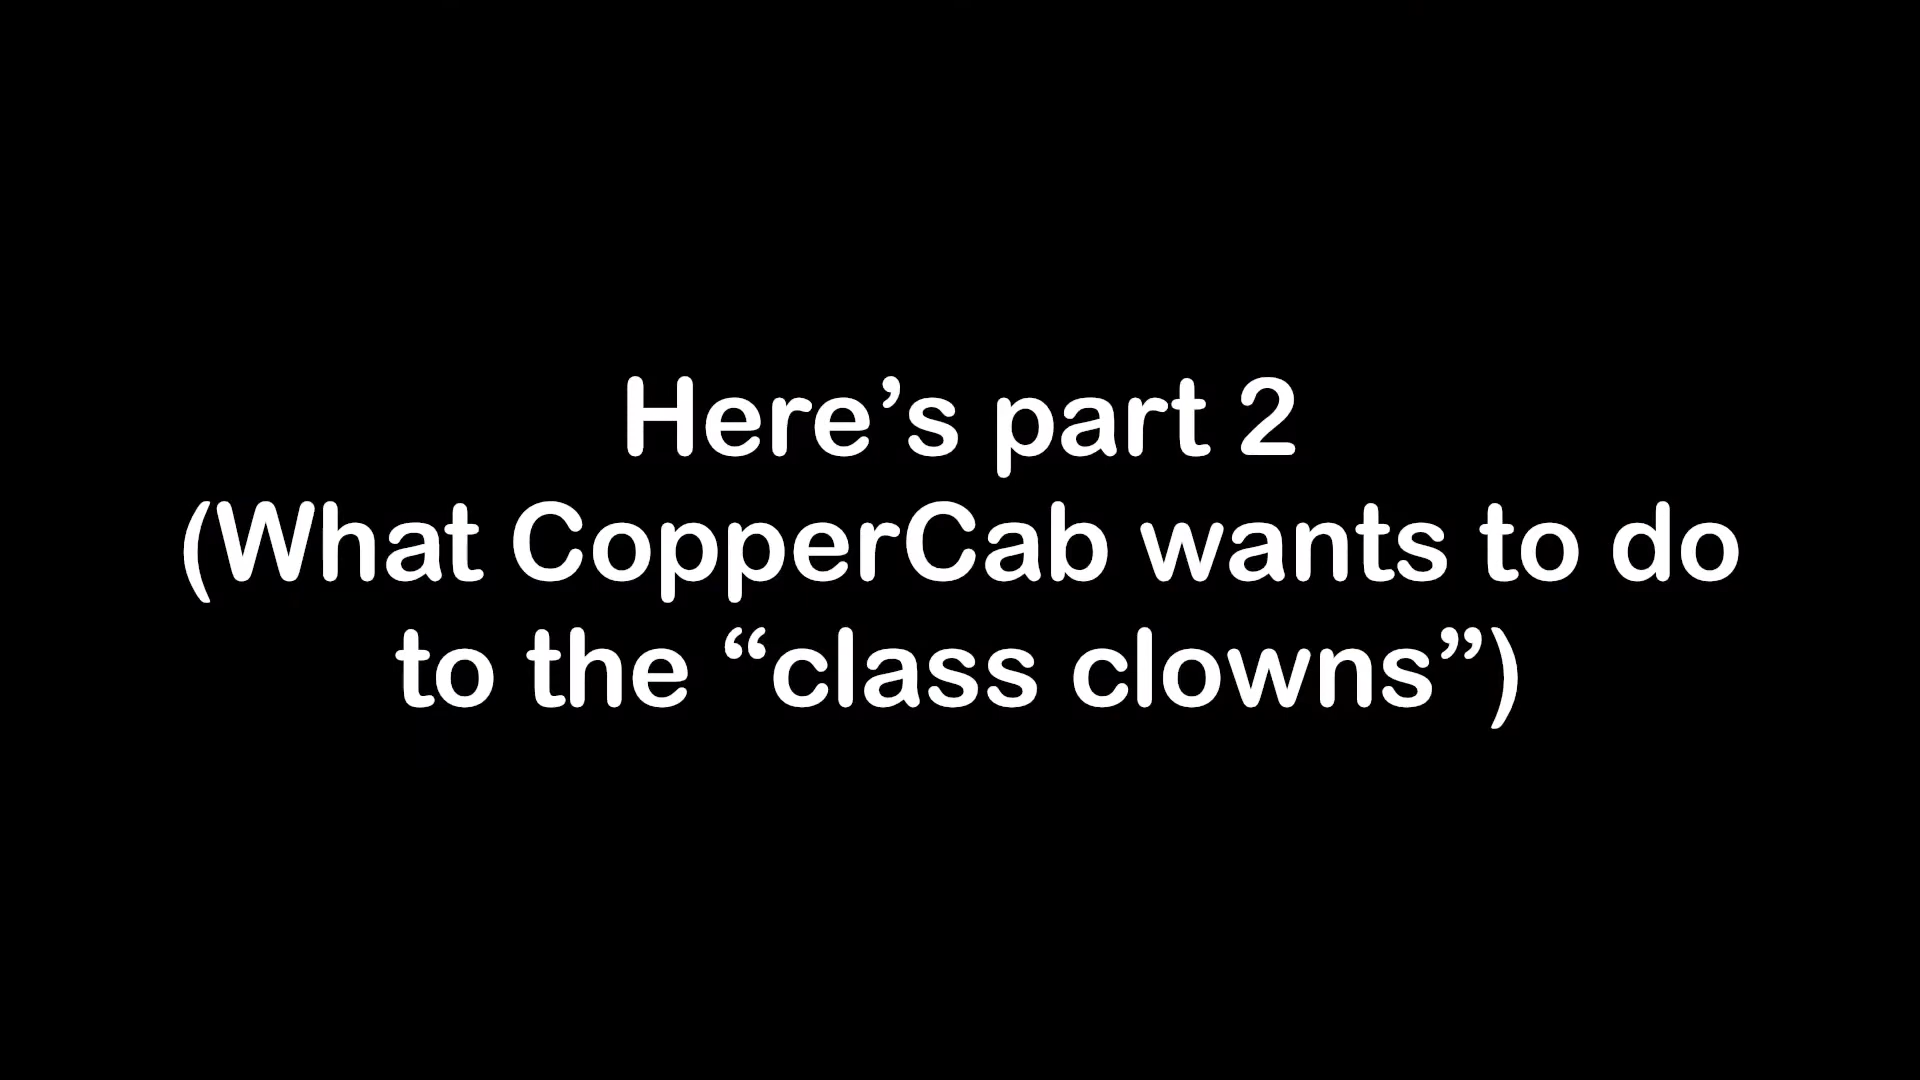 Here’s part 2
(What CopperCab wants to do
to the “class clowns”)